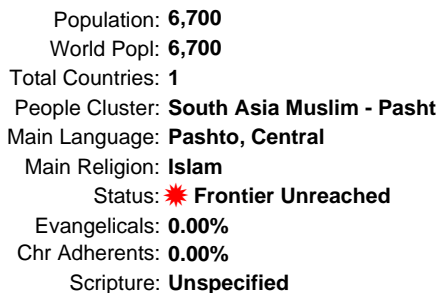 Population: 6,700
World Popl: 6,700
Total Countries: 1
People Cluster: South Asia Muslim - Pasht
Main Language: Pashto, Central
Main Religion: Islam
Status: Frontier Unreached
Evangelicals: 0.00%
Chr Adherents: 0.00%
Scripture: Unspecified